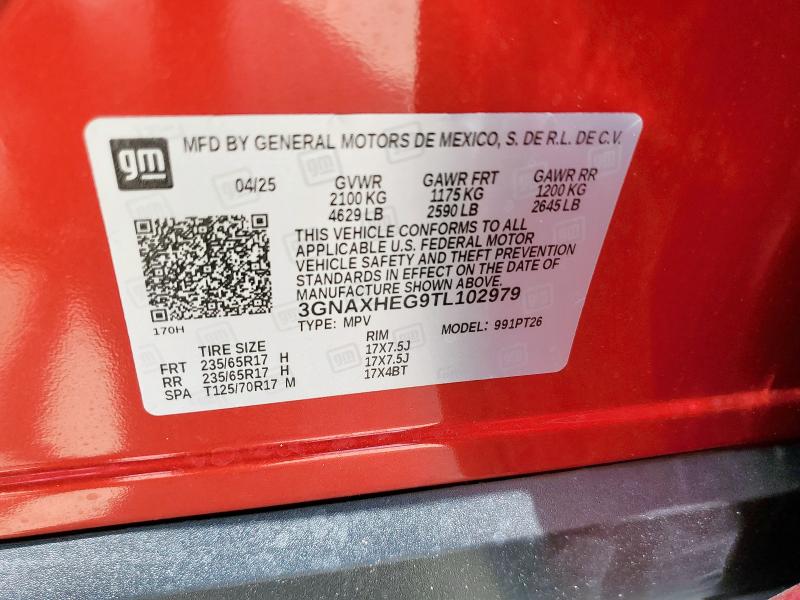 gm MFD BY GENERAL MOTORS DE MEXICO, S. DE R.L. DE C.V.
04/25 GVWR GAWR FRT GAWR RR
2100 KG 1175 KG 1200 KG
4629 LB 2590 LB 2645 LB
THIS VEHICLE CONFORMS TO ALL
APPLICABLE U.S. FEDERAL MOTOR
VEHICLE SAFETY AND THEFT PREVENTION
STANDARDS IN EFFECT ON THE DATE OF
MANUFACTURE SHOWN ABOVE.
3GNAXHEG9TL102979
170H
TYPE: MPV MODEL: 991PT26
TIRE SIZE RIM
FRT 235/65R17 H 17X7.5J
RR 235/65R17 H 17X7.5J
SPA T125/70R17 M 17X4BT